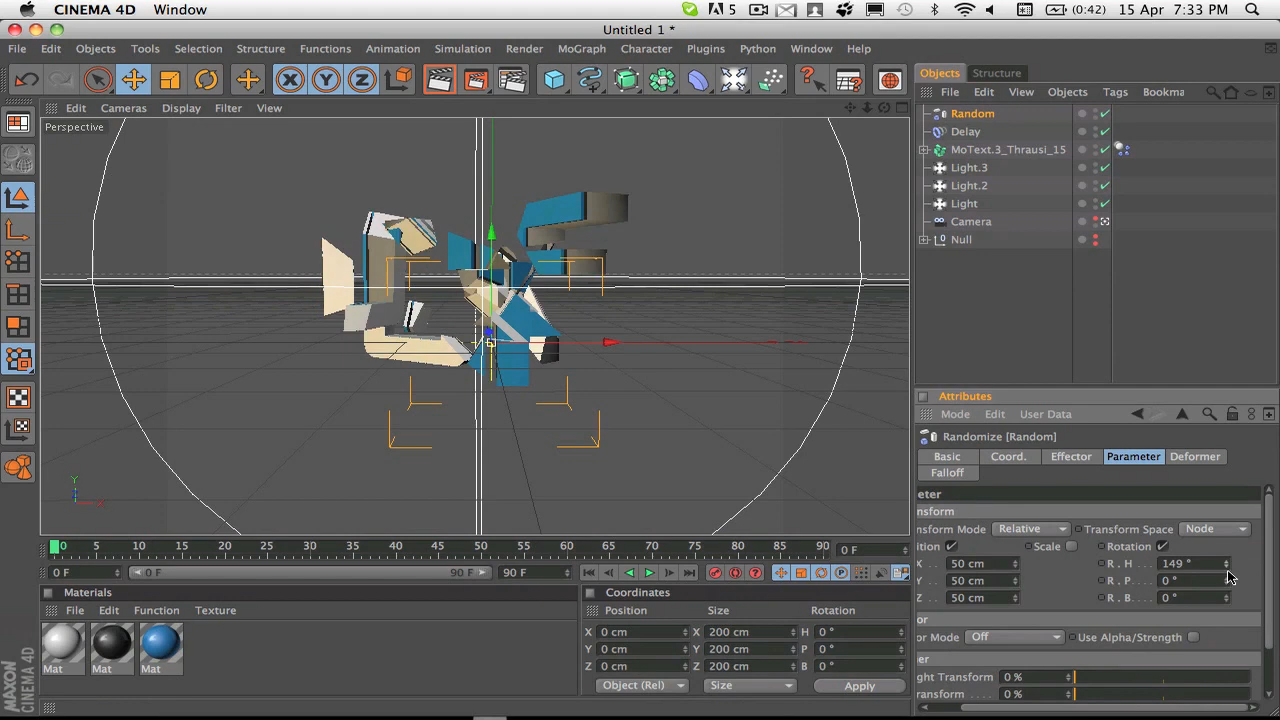 CINEMA 4D Window 5 (0:42) 15 Apr 7:33 PM
Untitled 1 *
File Edit Objects Tools Selection Structure Functions Animation Render MoGraph Simulation Character Plugins Python Window Help
Objects Structure
File Edit View Objects Tags Bookma
Edit Cameras Display Filter View
Perspective
Random
Delay
MoText.3_Thrausi_15
Light.3
Light.2
Light
Camera
Null
Attributes
Mode Edit User Data
Randomize [Random]
Basic Coord. Effector Parameter Deformer
Falloff
eter
nsform
nsform Mode Relative Transform Space Node
ition Scale Rotation
X 50 cm R . H 149 °
Y 50 cm R . P 0 °
Z 50 cm R . B 0 °
or
or Mode Off Use Alpha/Strength
er
ght Transform 0 %
ransform 0 %
Y
X
0 5 10 15 20 25 30 35 40 45 50 55 60 65 70 75 80 85 90 0 F
0 F 0 F 90 F 90 F
Materials
File Edit Function Texture
Mat Mat Mat
Coordinates
Position Size Rotation
X 0 cm X 200 cm H 0 °
Y 0 cm Y 200 cm P 0 °
Z 0 cm Z 200 cm B 0 °
Object (Rel) Size Apply
MAXON
CINEMA 4D